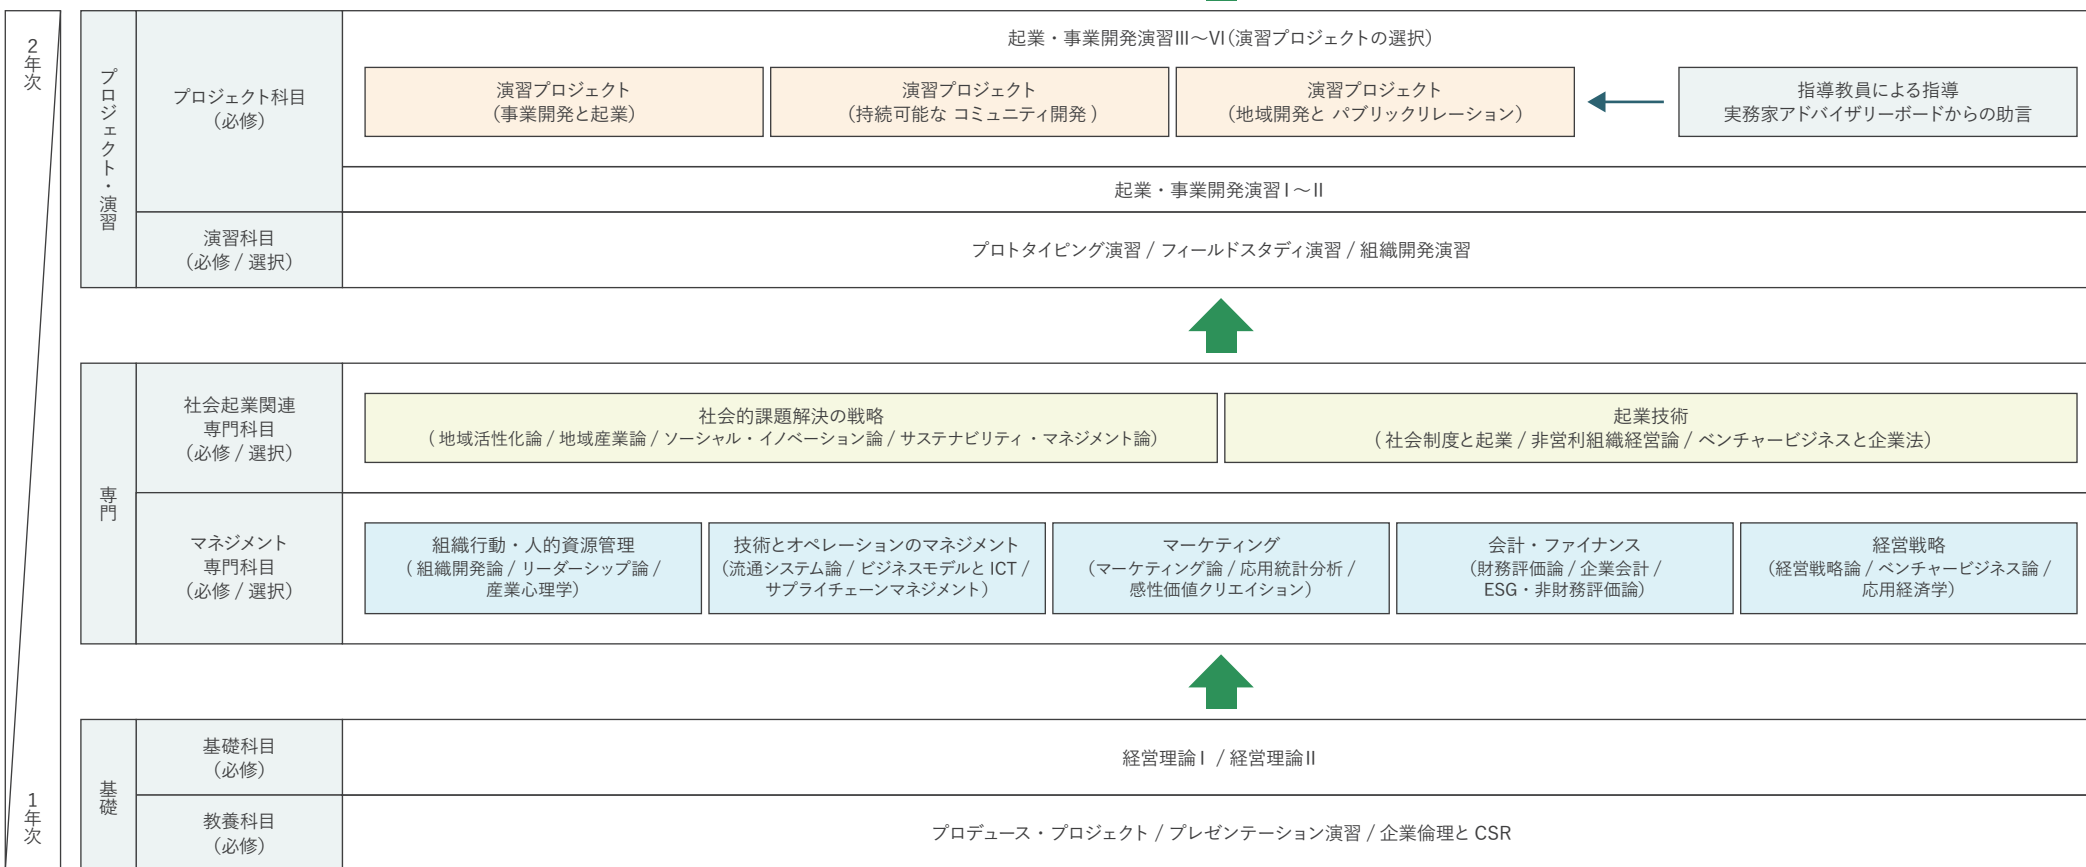 2年次
プロジェクト・演習
プロジェクト科目
(必修)
起業・事業開発演習III～VI(演習プロジェクトの選択)
演習プロジェクト
(事業開発と起業)
演習プロジェクト
(持続可能な コミュニティ開発 )
演習プロジェクト
(地域開発と パブリックリレーション)
指導教員による指導
実務家アドバイザリーボードからの助言
起業・事業開発演習I～II
演習科目
(必修 / 選択)
プロトタイピング演習 / フィールドスタディ演習 / 組織開発演習
専門
社会起業関連
専門科目
(必修 / 選択)
社会的課題解決の戦略
( 地域活性化論 / 地域産業論 / ソーシャル・イノベーション論 / サステナビリティ・マネジメント論)
起業技術
( 社会制度と起業 / 非営利組織経営論 / ベンチャービジネスと企業法)
マネジメント
専門科目
(必修 / 選択)
組織行動・人的資源管理
( 組織開発論 / リーダーシップ論 /
産業心理学)
技術とオペレーションのマネジメント
(流通システム論 / ビジネスモデルと ICT /
サプライチェーンマネジメント)
マーケティング
(マーケティング論 / 応用統計分析 /
感性価値クリエイション)
会計・ファイナンス
(財務評価論 / 企業会計 /
ESG・非財務評価論)
経営戦略
(経営戦略論 / ベンチャービジネス論 /
応用経済学)
基礎
基礎科目
(必修)
経営理論I / 経営理論II
1年次
教養科目
(必修)
プロデュース・プロジェクト / プレゼンテーション演習 / 企業倫理と CSR